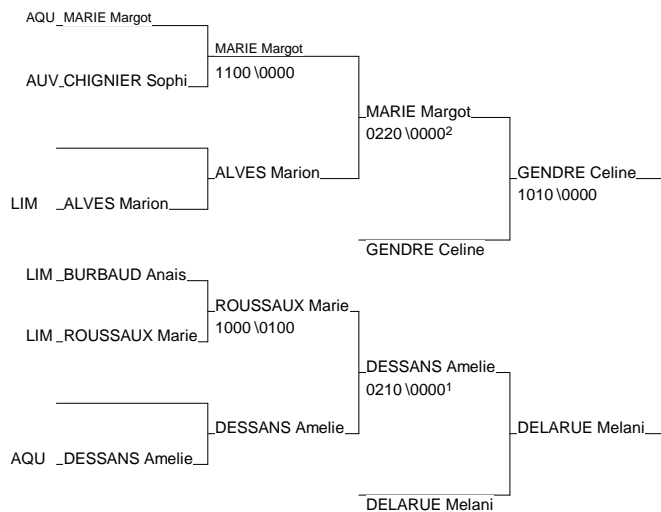 AQU MARIE Margot
MARIE Margot
1100 \0000
AUV CHIGNIER Sophi
MARIE Margot
0220 \0000²
ALVES Marion
GENDRE Celine
1010 \0000
LIM ALVES Marion
GENDRE Celine
LIM BURBAUD Anais
ROUSSAUX Marie
1000 \0100
LIM ROUSSAUX Marie
DESSANS Amelie
0210 \0000¹
DESSANS Amelie
DELARUE Melani
AQU DESSANS Amelie
DELARUE Melani